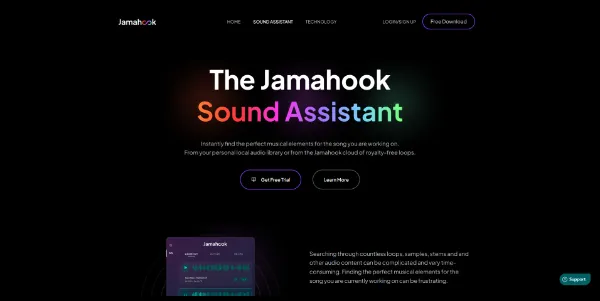 Jamahook
HOME SOUND ASSISTANT TECHNOLOGY LOGIN/SIGN UP Free Download
The Jamahook
Sound Assistant
Instantly find the perfect musical elements for the song you are working on.
From your personal local audio library or from the Jamahook cloud of royalty-free loops.
Get Free Trial Learn More
Jamahook
Searching through countless loops, samples, stems and and
other audio content can be complicated and very time-
consuming. Finding the perfect musical elements for the
song you are currently working on can be frustrating.
Support